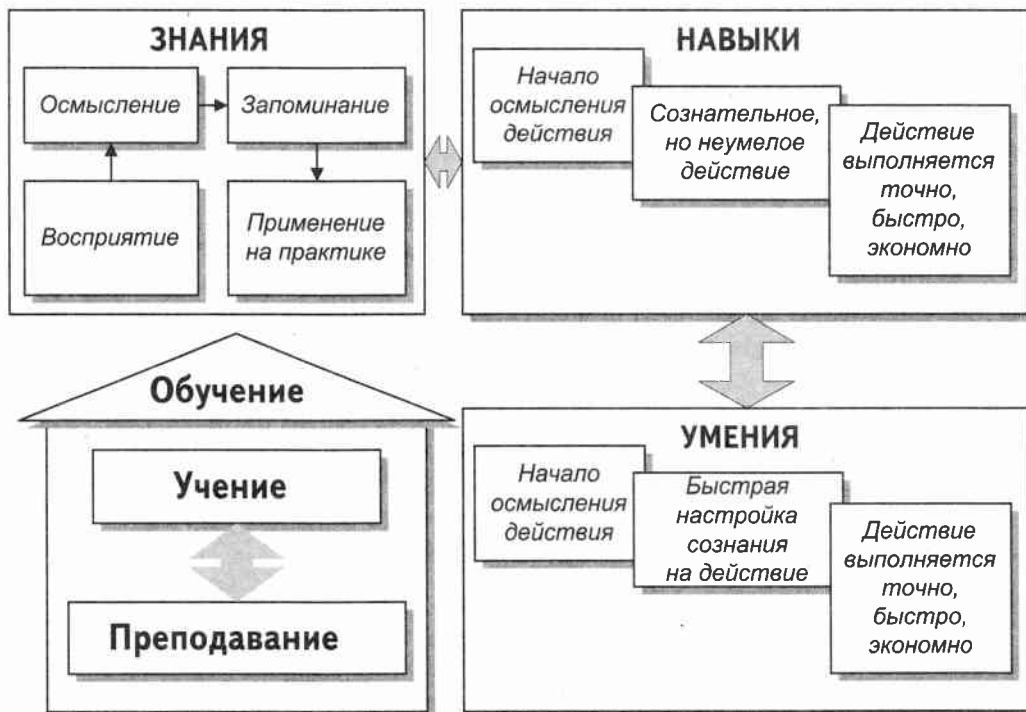 ЗНАНИЯ
Осмысление
Запоминание
Восприятие
Применение
на практике
НАВЫКИ
Начало
осмысления
действия
Сознательное,
но неумелое
действие
Действие
выполняется
точно,
быстро,
экономно
Обучение
Учение
Преподавание
УМЕНИЯ
Начало
осмысления
действия
Быстрая
настройка
сознания
на действие
Действие
выполняется
точно,
быстро,
экономно